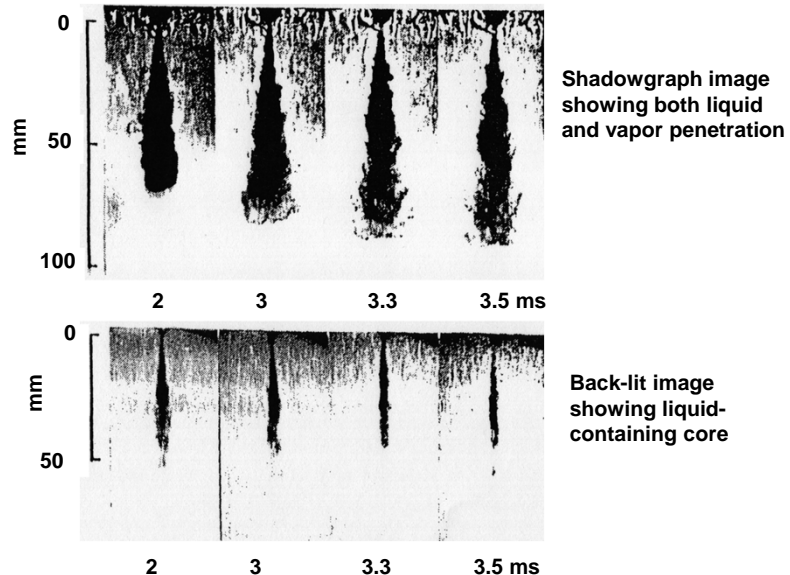 0
50
100
mm
Shadowgraph image
showing both liquid
and vapor penetration
2 3 3.3 3.5 ms
0
50
mm
Back-lit image
showing liquid-
containing core
2 3 3.3 3.5 ms